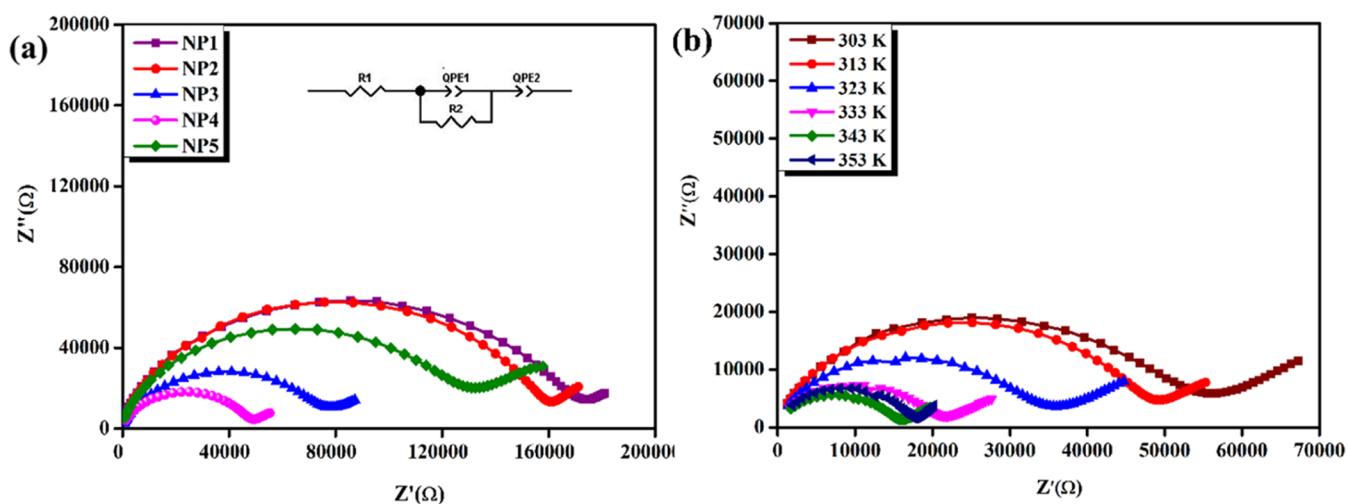 (a)
200000
160000
120000
80000
40000
0
Z''(Ω)
NP1
NP2
NP3
NP4
NP5
R1
QPE1
QPE2
R2
0
40000
80000
120000
160000
200000
Z'(Ω)
(b)
70000
60000
50000
40000
30000
20000
10000
0
Z''(Ω)
303 K
313 K
323 K
333 K
343 K
353 K
0
10000
20000
30000
40000
50000
60000
70000
Z'(Ω)